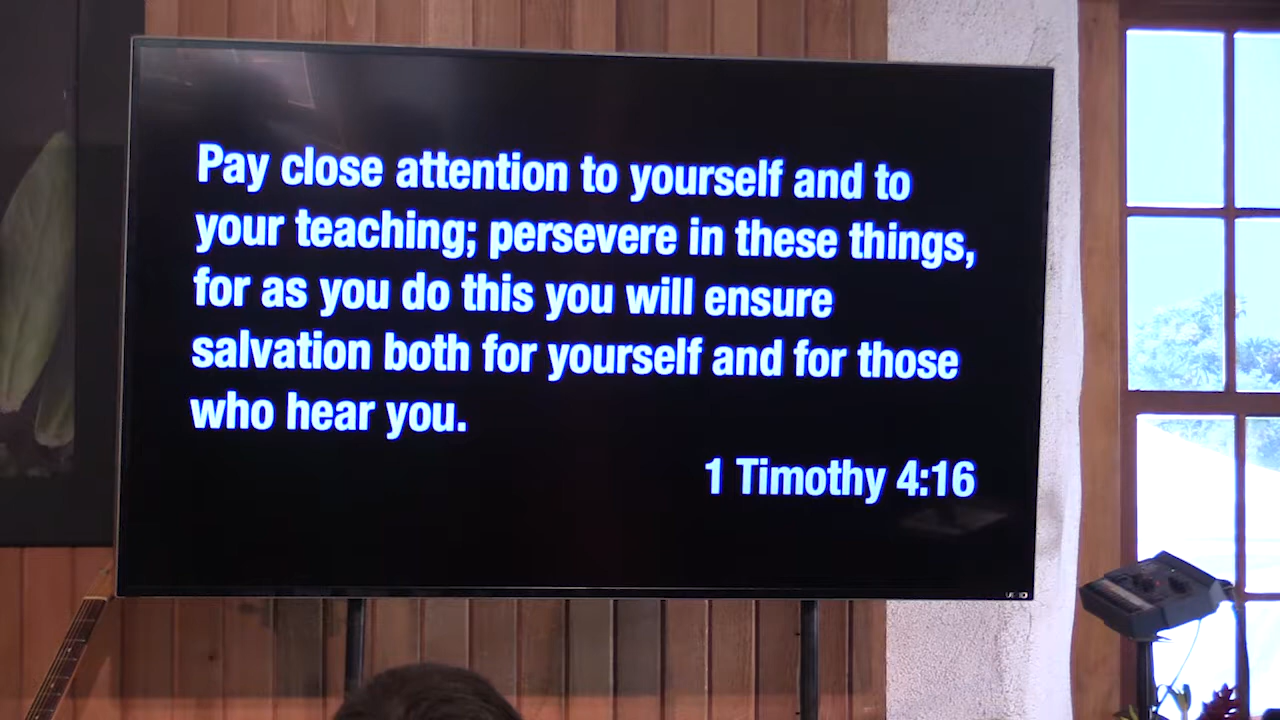 Pay close attention to yourself and to
your teaching; persevere in these things,
for as you do this you will ensure
salvation both for yourself and for those
who hear you.
1 Timothy 4:16
VIZIO